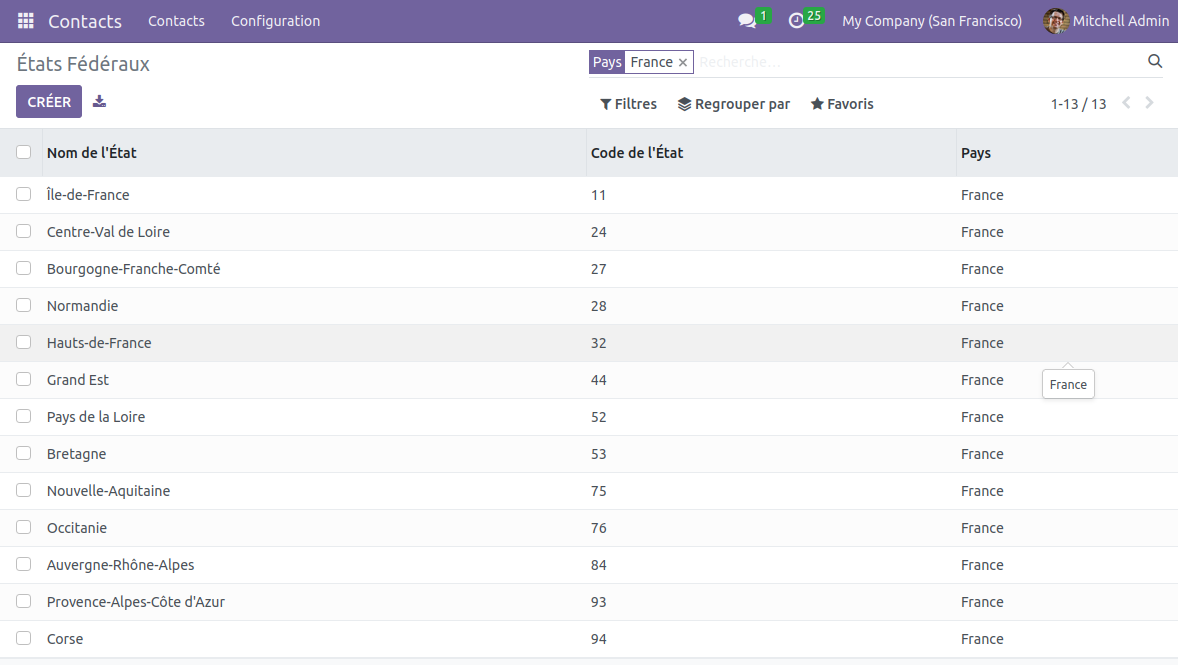 Contacts Contacts Configuration 1 25 My Company (San Francisco) Mitchell Admin
États Fédéraux Pays France × Recherche...
CRÉER Filtres Regrouper par Favoris 1-13 / 13
Nom de l'État Code de l'État Pays
Île-de-France 11 France
Centre-Val de Loire 24 France
Bourgogne-Franche-Comté 27 France
Normandie 28 France
Hauts-de-France 32 France
Grand Est 44 France
France
Pays de la Loire 52 France
Bretagne 53 France
Nouvelle-Aquitaine 75 France
Occitanie 76 France
Auvergne-Rhône-Alpes 84 France
Provence-Alpes-Côte d'Azur 93 France
Corse 94 France